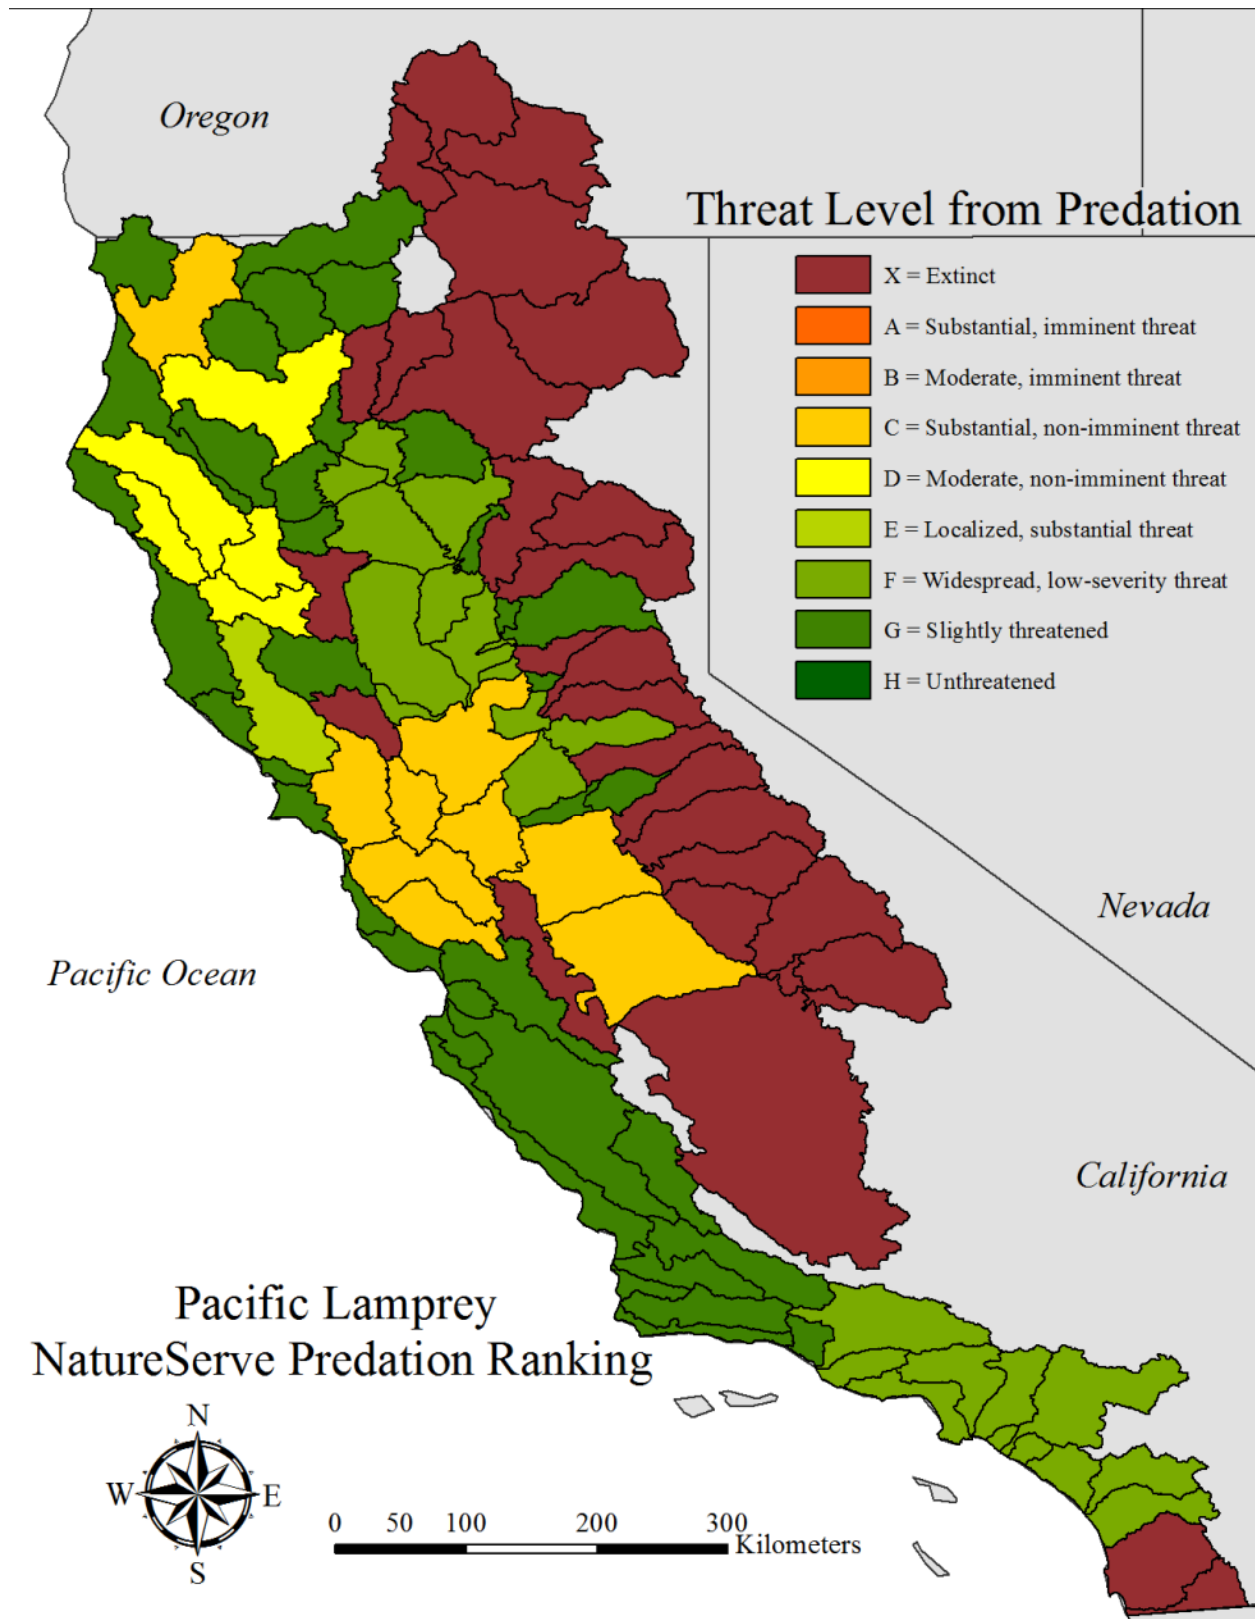 Oregon
Threat Level from Predation
X = Extinct
A = Substantial, imminent threat
B = Moderate, imminent threat
C = Substantial, non-imminent threat
D = Moderate, non-imminent threat
E = Localized, substantial threat
F = Widespread, low-severity threat
G = Slightly threatened
H = Unthreatened
Nevada
Pacific Ocean
California
Pacific Lamprey
NatureServe Predation Ranking
N
W E
S
0 50 100 200 300
Kilometers